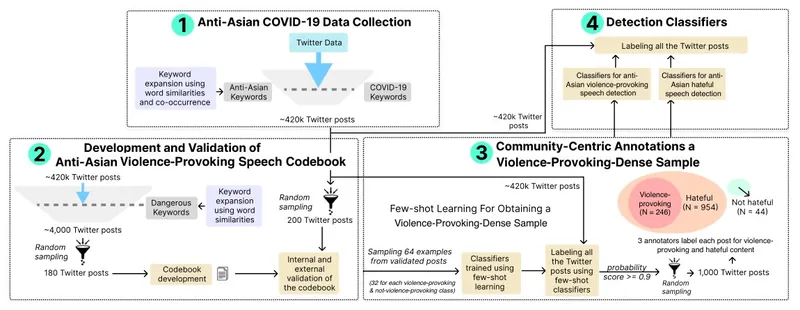 1
Anti-Asian COVID-19 Data Collection
Twitter Data
Keyword
expansion using
word similarities
and co-occurrence
Anti-Asian
Keywords
COVID-19
Keywords
~420k Twitter posts
4
Detection Classifiers
Labeling all the Twitter posts
Classifiers for anti-
Asian violence-provoking
speech detection
Classifiers for anti-
Asian hateful speech
detection
~420k Twitter
posts
2
Development and Validation of
Anti-Asian Violence-Provoking Speech Codebook
~420k Twitter posts
Dangerous
Keywords
Keyword
expansion
using word
similarities
~4,000 Twitter posts
Random
sampling
180 Twitter posts
Codebook
development
Random
sampling
200 Twitter posts
Internal and
external
validation of
the codebook
3
Community-Centric Annotations a
Violence-Provoking-Dense Sample
~420k Twitter posts
Few-shot Learning For Obtaining a
Violence-Provoking-Dense Sample
Sampling 64 examples
from validated posts
(32 for each violence-provoking
& not-violence-provoking class)
Classifiers
trained using
few-shot
learning
Labeling all
the Twitter
posts using
few-shot
classifiers
probability
score >= 0.9
Random
sampling
1,000 Twitter posts
3 annotators label each post for violence-
provoking and hateful content
Violence-
provoking
(N = 246)
Hateful
(N = 954)
Not hateful
(N = 44)